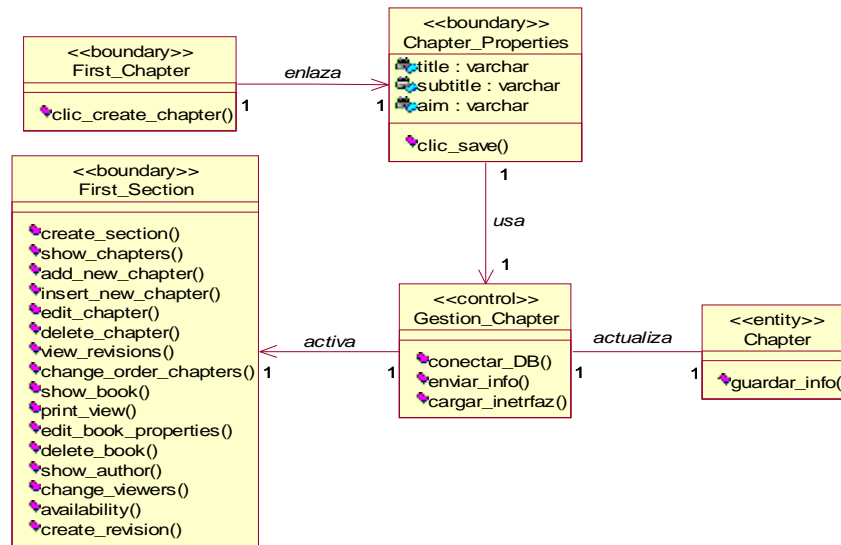 <<boundary>>
First_Chapter
clic_create_chapter()
enlaza
1
1
<<boundary>>
Chapter_Properties
title : varchar
subtitle : varchar
aim : varchar
clic_save()
1
usa
1
<<boundary>>
First_Section
create_section()
show_chapters()
add_new_chapter()
insert_new_chapter()
edit_chapter()
delete_chapter()
view_revisions()
change_order_chapters()
show_book()
print_view()
edit_book_properties()
delete_book()
show_author()
change_viewers()
availability()
create_revision()
activa
1
1
<<control>>
Gestion_Chapter
conectar_DB()
enviar_info()
cargar_inetrfaz()
actualiza
1
1
<<entity>>
Chapter
guardar_info()